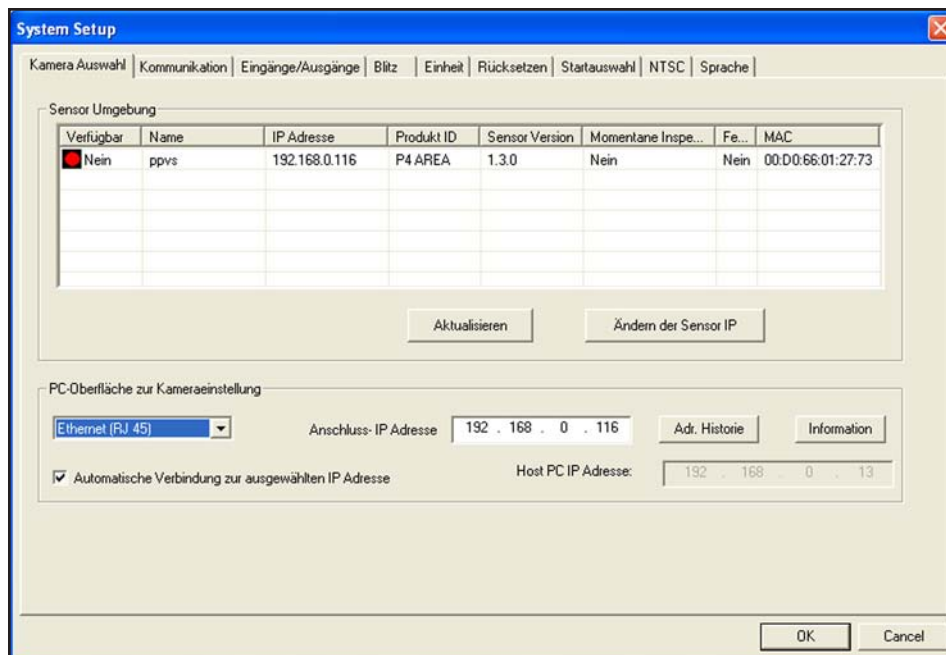 System Setup
Kamera Auswahl Kommunikation Eingänge/Ausgänge Blitz Einheit Rücksetzen Startauswahl NTSC Sprache
Sensor Umgebung
Verfügbar Name IP Adresse Produkt ID Sensor Version Momentane Inspe... Fe... MAC
Nein ppvs 192.168.0.116 P4 AREA 1.3.0 Nein Nein 00:D0:66:01:27:73
Aktualisieren Ändern der Sensor IP
PC-Oberfläche zur Kameraeinstellung
Ethernet (RJ 45) Anschluss- IP Adresse 192 . 168 . 0 . 116 Adr. Historie Information
Automatische Verbindung zur ausgewählten IP Adresse Host PC IP Adresse: 192 . 168 . 0 . 13
OK Cancel